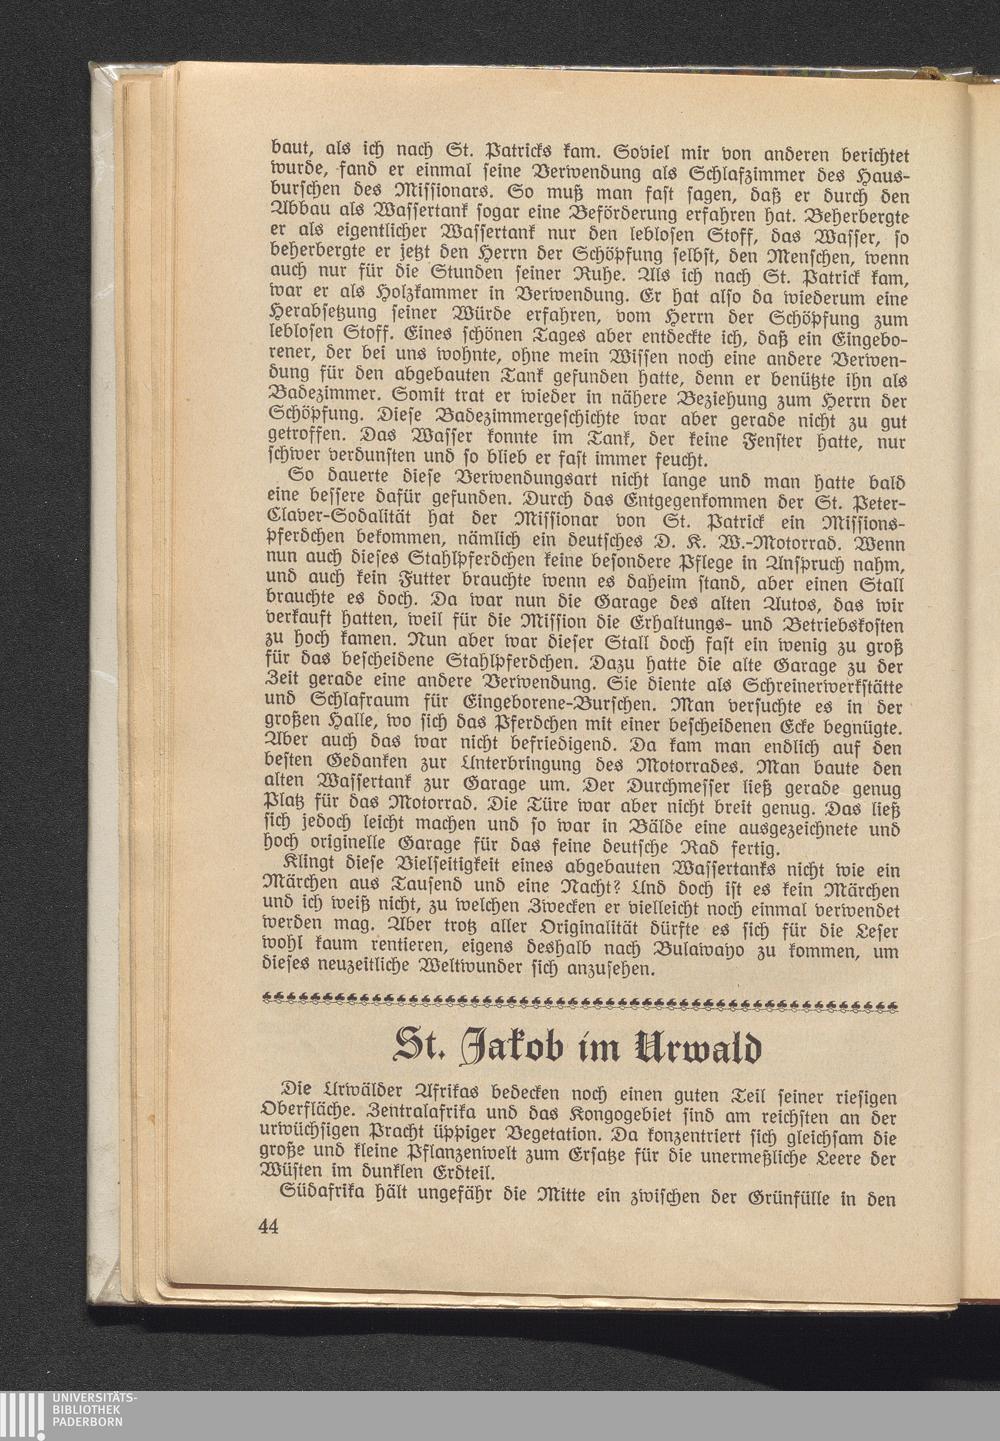 baut, als ich nach St. Patricks kam. Soviel mir von anderen berichtet
wurde, fand er einmal seine Verwendung als Schlafzimmer des Haus-
burschen des Missionars. So muß man fast sagen, daß er durch den
Abbau als Wassertank sogar eine Beförderung erfahren hat. Beherbergte
er als eigentlicher Wassertank nur den leblosen Stoff, das Wasser, so
beherbergte er jetzt den Herrn der Schöpfung selbst, den Menschen, wenn
auch nur für die Stunden seiner Ruhe. Als ich nach St. Patrick kam,
war er als Holzkammer in Verwendung. Er hat also da wiederum eine
Herabsetzung seiner Würde erfahren, vom Herrn der Schöpfung zum
leblosen Stoff. Eines schönen Tages aber entdeckte ich, daß ein Eingebo-
rener, der bei uns wohnte, ohne mein Wissen noch eine andere Verwen-
dung für den abgebauten Tank gefunden hatte, denn er benützte ihn als
Badezimmer. Somit trat er wieder in nähere Beziehung zum Herrn der
Schöpfung. Diese Badezimmergeschichte war aber gerade nicht zu gut
getroffen. Das Wasser konnte im Tank, der keine Fenster hatte, nur
schwer verdunsten und so blieb er fast immer feucht.
So dauerte diese Verwendungsart nicht lange und man hatte bald
eine bessere dafür gefunden. Durch das Entgegenkommen der St. Peter-
Claver-Sodalität hat der Missionar von St. Patrick ein Missions-
pferdchen bekommen, nämlich ein deutsches D. K. W.-Motorrad. Wenn
nun auch dieses Stahlpferdchen keine besondere Pflege in Anspruch nahm,
und auch kein Futter brauchte wenn es daheim stand, aber einen Stall
brauchte es doch. Da war nun die Garage des alten Autos, das wir
verkauft hatten, weil für die Mission die Erhaltungs- und Betriebskosten
zu hoch kamen. Nun aber war dieser Stall doch fast ein wenig zu groß
für das bescheidene Stahlpferdchen. Dazu hatte die alte Garage zu der
Zeit gerade eine andere Verwendung. Sie diente als Schreinerwerkstätte
und Schlafraum für Eingeborene-Burschen. Man versuchte es in der
großen Halle, wo sich das Pferdchen mit einer bescheidenen Ecke begnügte.
Aber auch das war nicht befriedigend. Da kam man endlich auf den
besten Gedanken zur Unterbringung des Motorrades. Man baute den
alten Wassertank zur Garage um. Der Durchmesser ließ gerade genug
Platz für das Motorrad. Die Türe war aber nicht breit genug. Das ließ
sich jedoch leicht machen und so war in Bälde eine ausgezeichnete und
hoch originelle Garage für das feine deutsche Rad fertig.
Klingt diese Vielseitigkeit eines abgebauten Wassertanks nicht wie ein
Märchen aus Tausend und eine Nacht? Und doch ist es kein Märchen
und ich weiß nicht, zu welchen Zwecken er vielleicht noch einmal verwendet
werden mag. Aber trotz aller Originalität dürfte es sich für die Leser
wohl kaum rentieren, eigens deshalb nach Bulawayo zu kommen, um
dieses neuzeitliche Weltwunder sich anzusehen.
St. Jakob im Urwald
Die Urwälder Afrikas bedecken noch einen guten Teil seiner riesigen
Oberfläche. Zentralafrika und das Kongogebiet sind am reichsten an der
urwüchsigen Pracht üppiger Vegetation. Da konzentriert sich gleichsam die
große und kleine Pflanzenwelt zum Ersatze für die unermeßliche Leere der
Wüsten im dunklen Erdteil.
Südafrika hält ungefähr die Mitte ein zwischen der Grünfülle in den
44
UNIVERSITÄTS-
BIBLIOTHEK
PADERBORN